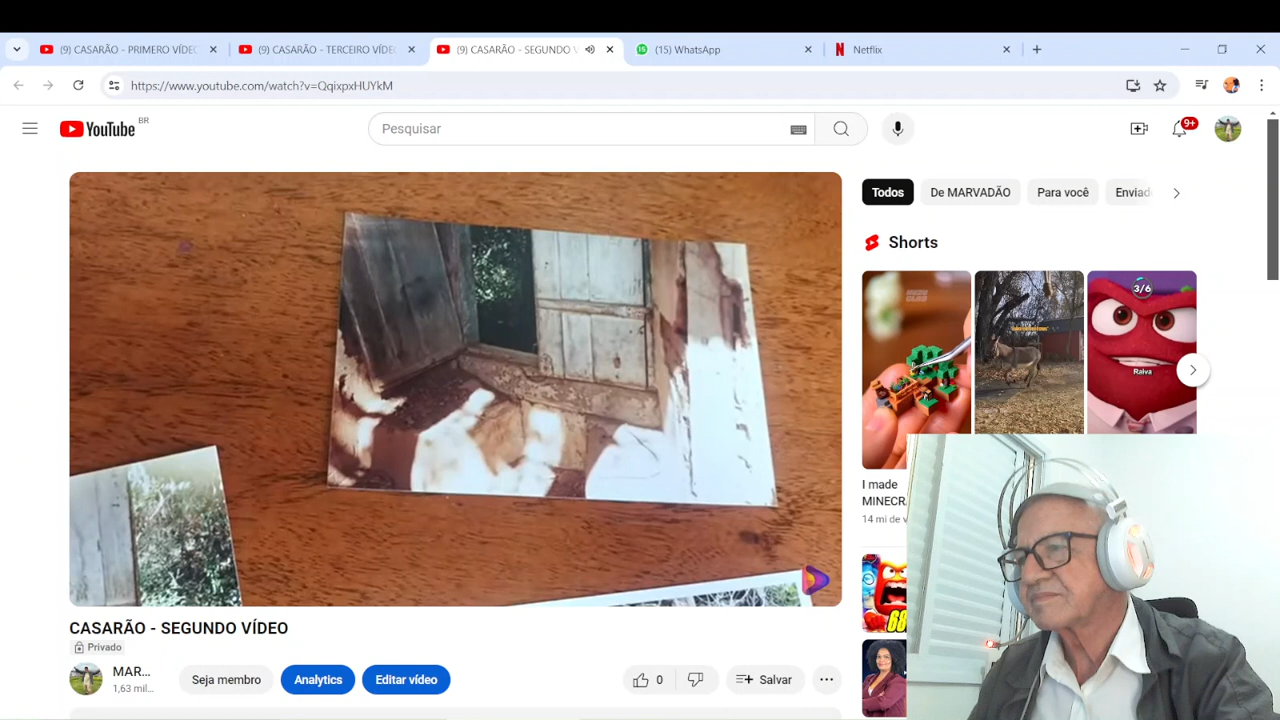 (9) CASARÃO - PRIMERO VÍDEO
(9) CASARÃO - TERCEIRO VÍDE
(9) CASARÃO - SEGUNDO V
(15) WhatsApp
Netflix
https://www.youtube.com/watch?v=QqixpxHUYkM
YouTube BR
Pesquisar
9+
Todos
De MARVADÃO
Para você
Enviad
Shorts
3/6
Raiva
I made
MINECR
14 mi de v
CASARÃO - SEGUNDO VÍDEO
Privado
MAR...
1,63 mil...
Seja membro
Analytics
Editar vídeo
0
Salvar